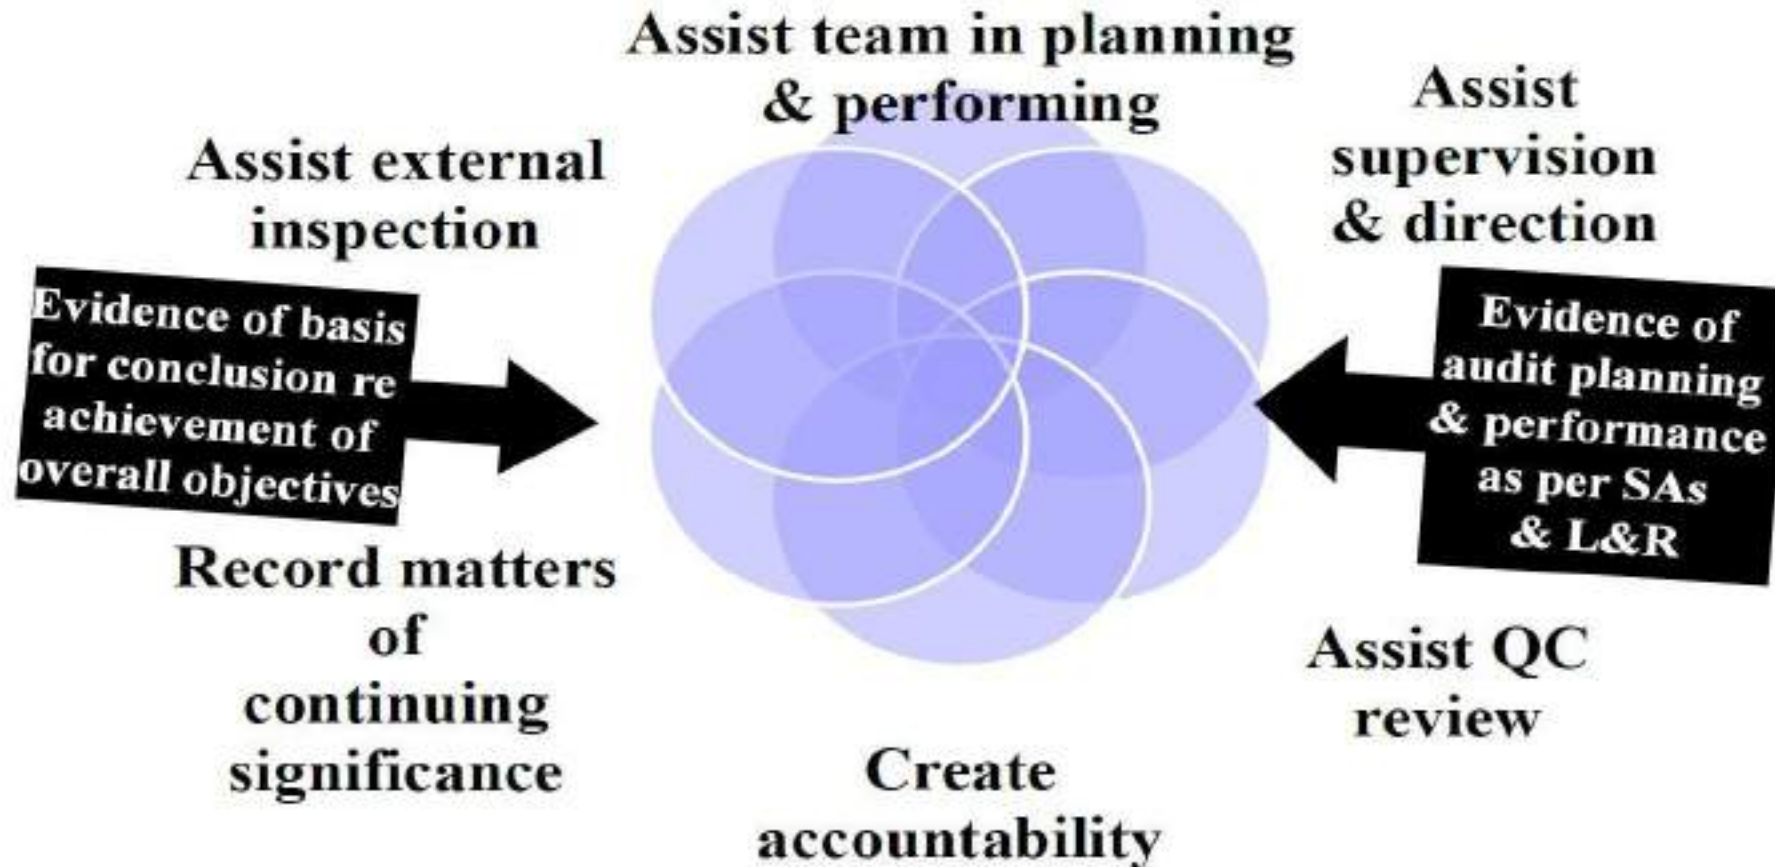 Assist team in planning
& performing
Assist
supervision
& direction
Assist external
inspection
Evidence of basis
for conclusion re
achievement of
overall objectives
Evidence of
audit planning
& performance
as per SAs
& L&R
Record matters
of
continuing
significance
Assist QC
review
Create
accountability